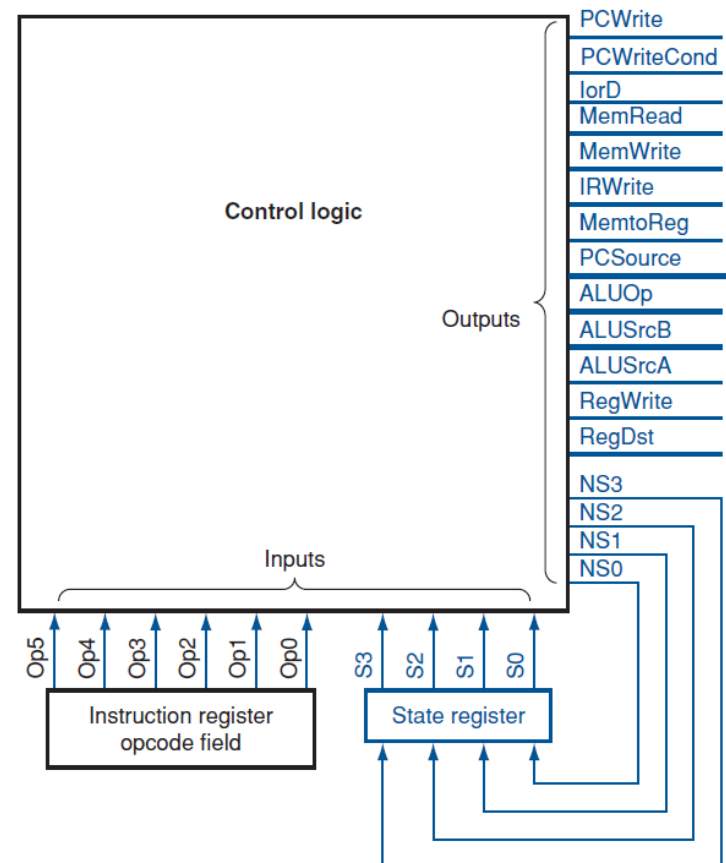 PCWrite
PCWriteCond
IorD
MemRead
MemWrite
IRWrite
MemtoReg
PCSource
ALUOp
ALUSrcB
ALUSrcA
RegWrite
RegDst
NS3
NS2
NS1
NS0
Control logic
Outputs
Inputs
Op5
Op4
Op3
Op2
Op1
Op0
S3
S2
S1
S0
Instruction register
opcode field
State register